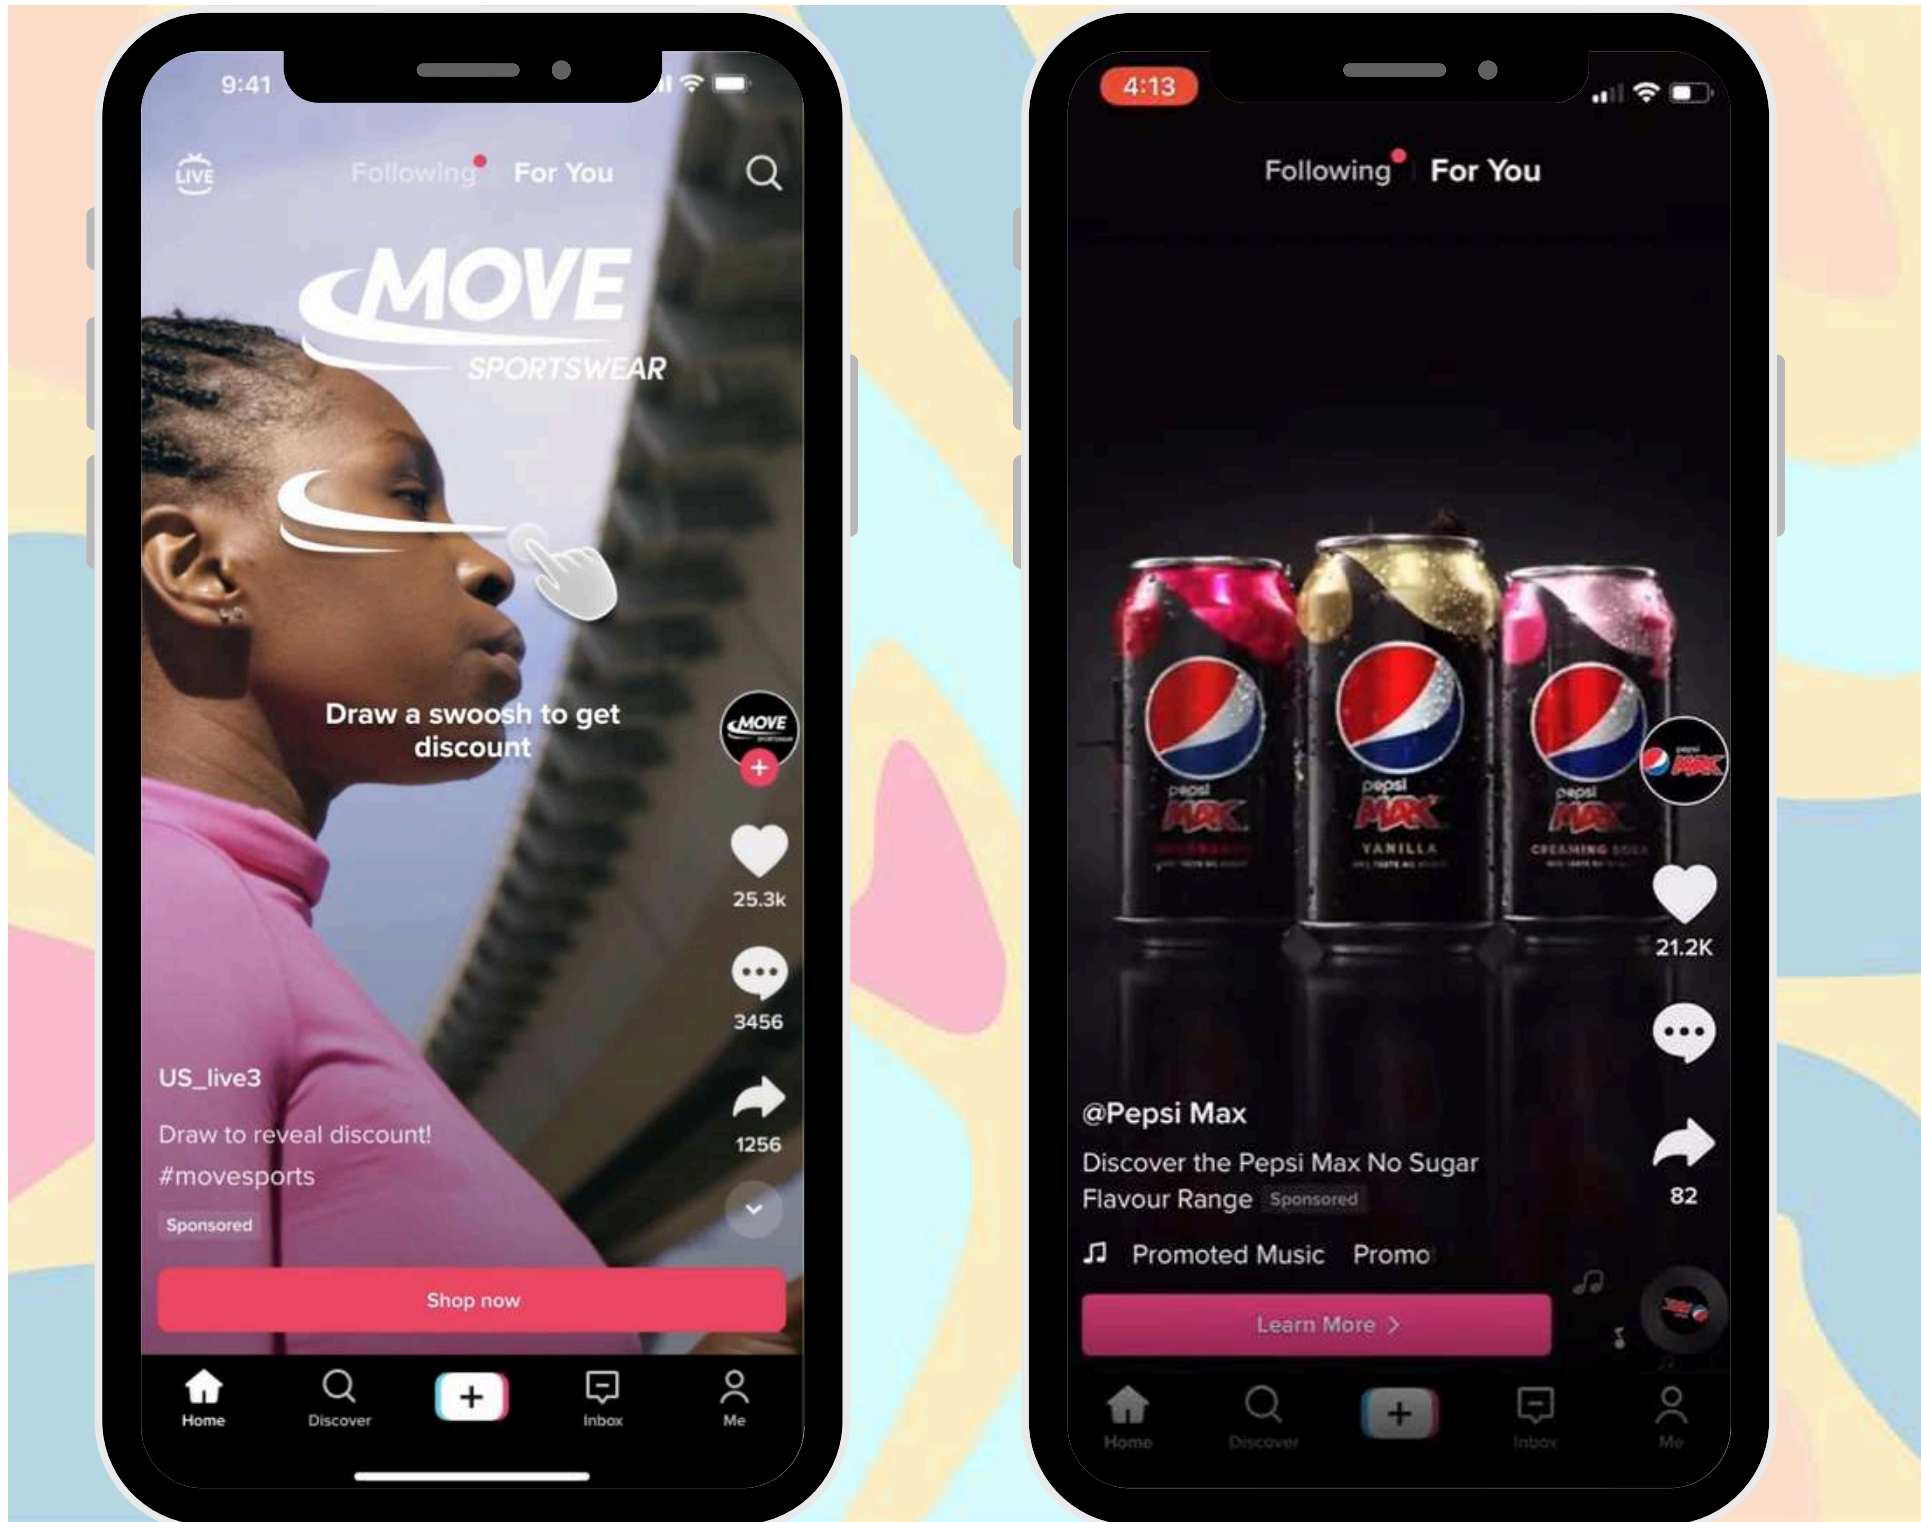 9:41
LIVE
Following
For You
MOVE
SPORTSWEAR
Draw a swoosh to get
discount
MOVE
SPORTSWEAR
25.3k
3456
1256
US_live3
Draw to reveal discount!
#movesports
Sponsored
Shop now
Home
Discover
Inbox
Me
4:13
Following
For You
pepsi
MAX
pepsi
MAX
VANILLA
pepsi
MAX
CREAMING SODA
pepsi
MAX
21.2K
82
@Pepsi Max
Discover the Pepsi Max No Sugar
Flavour Range Sponsored
Promoted Music Promo
Learn More >
Home
Discover
Inbox
Me